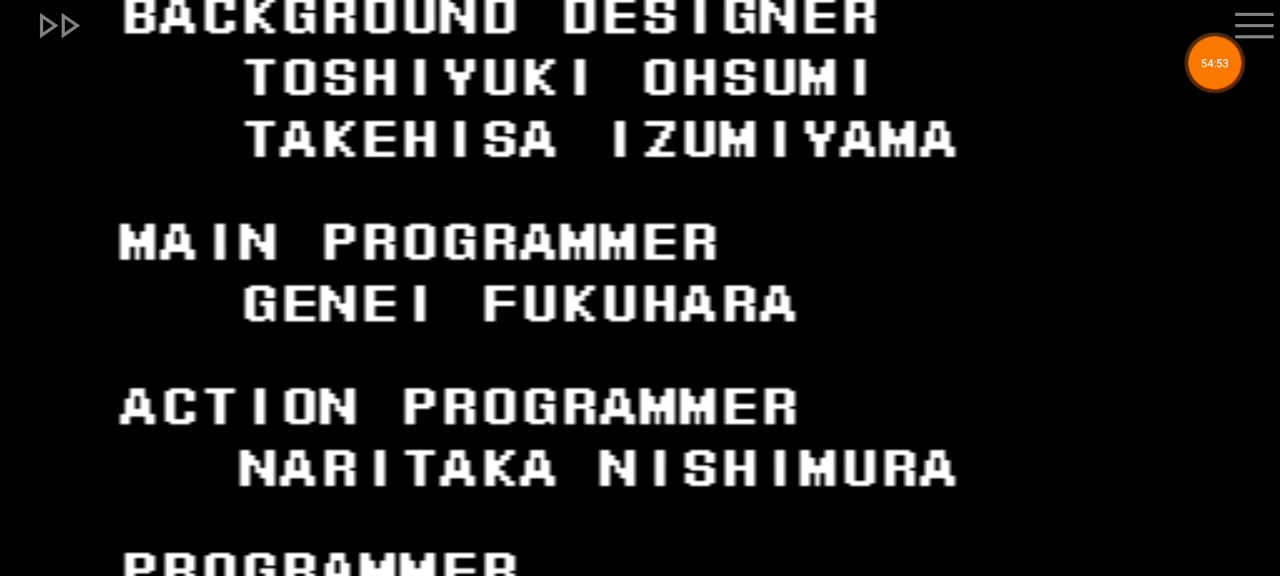 BACKGROUND DESIGNER
54:53
TOSHIYUKI OHSUMI
TAKEHISA IZUMIYAMA
MAIN PROGRAMMER
GENEI FUKUHARA
ACTION PROGRAMMER
NARITAKA NISHIMURA
PROGRAMMER